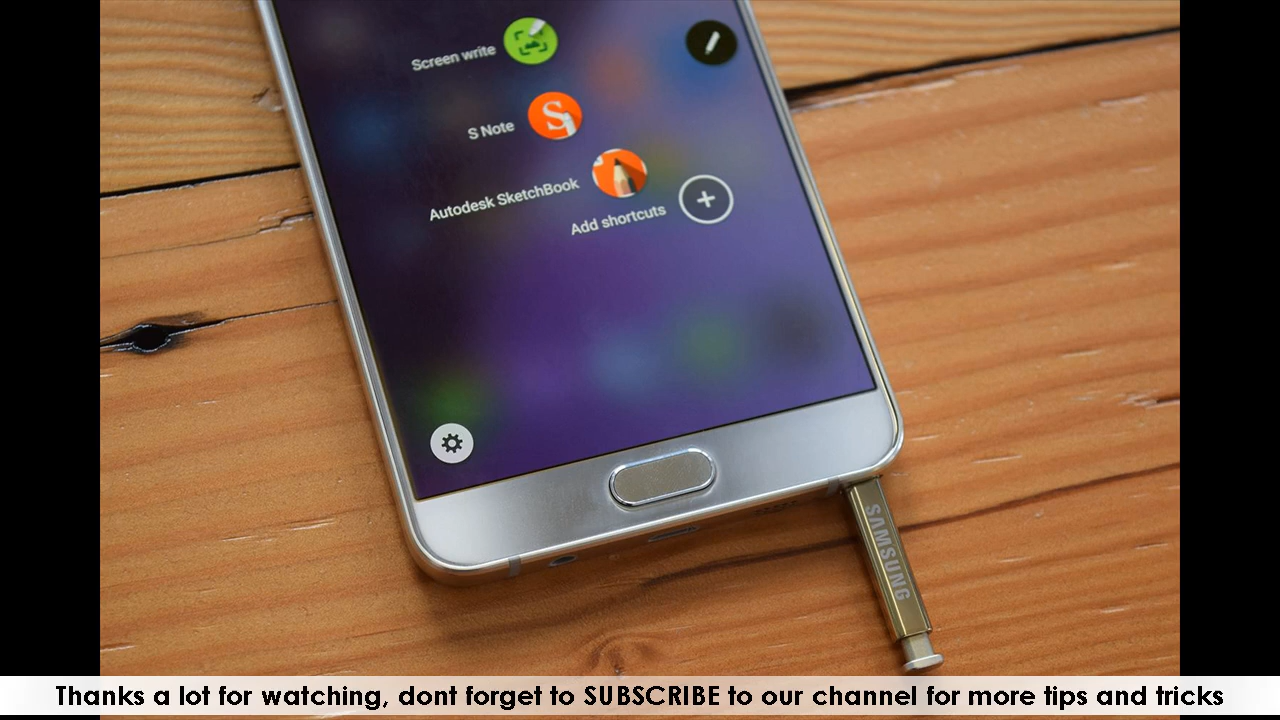 Screen write
S Note
Autodesk SketchBook
Add shortcuts
SAMSUNG
Thanks a lot for watching, dont forget to SUBSCRIBE to our channel for more tips and tricks